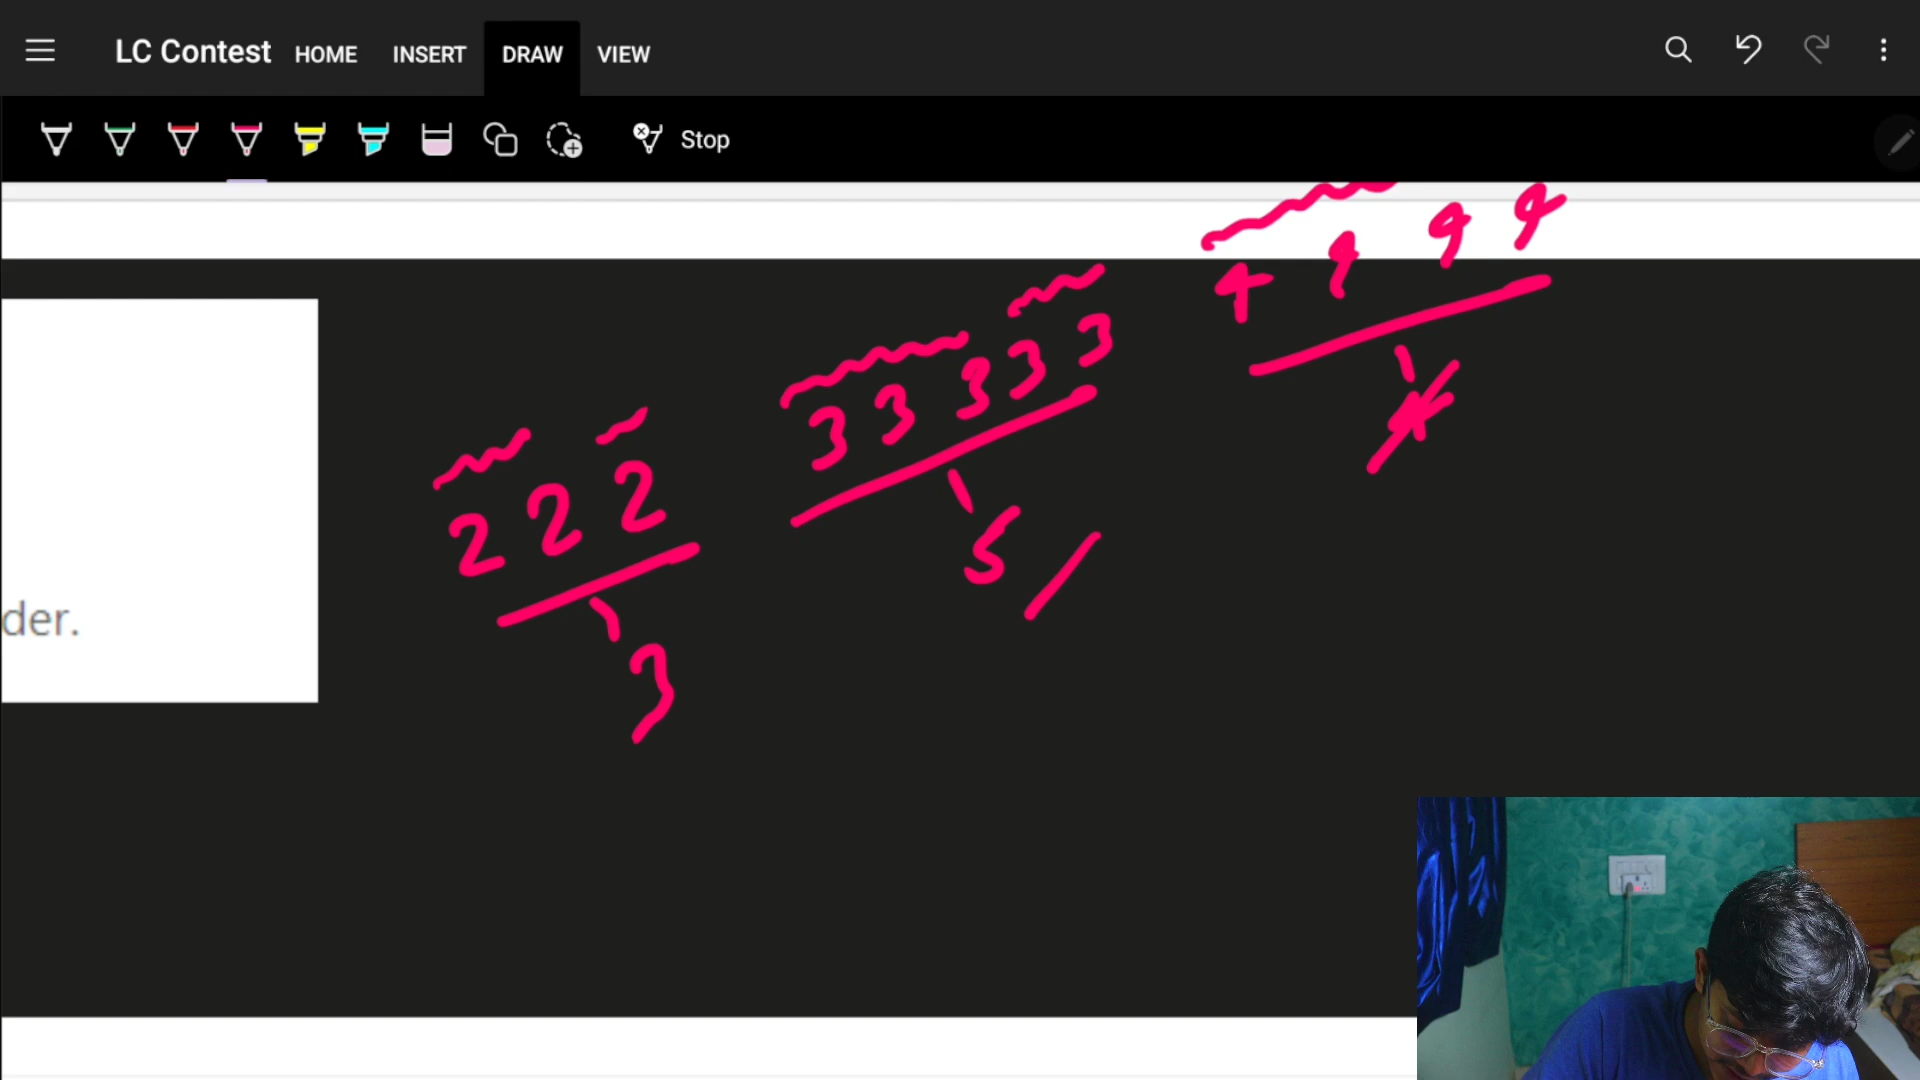 LC Contest HOME INSERT DRAW VIEW
Stop
4 4 4 4
3 3 3 3 3
2 2 2
4
5
3
der.